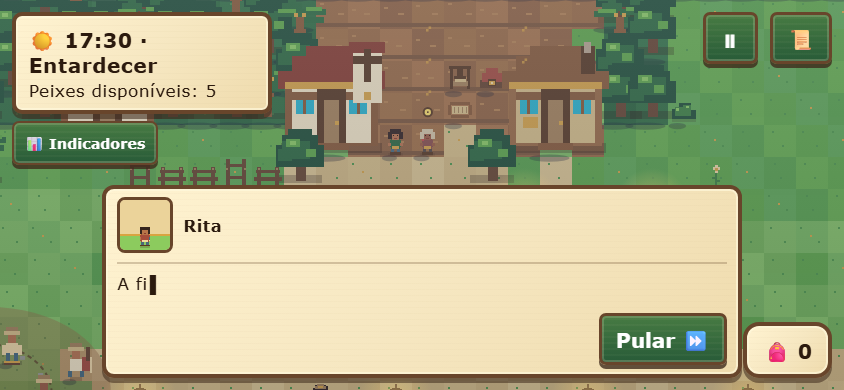 17:30 ·
Entardecer
Peixes disponíveis: 5
Indicadores
Rita
A fi
Pular
0